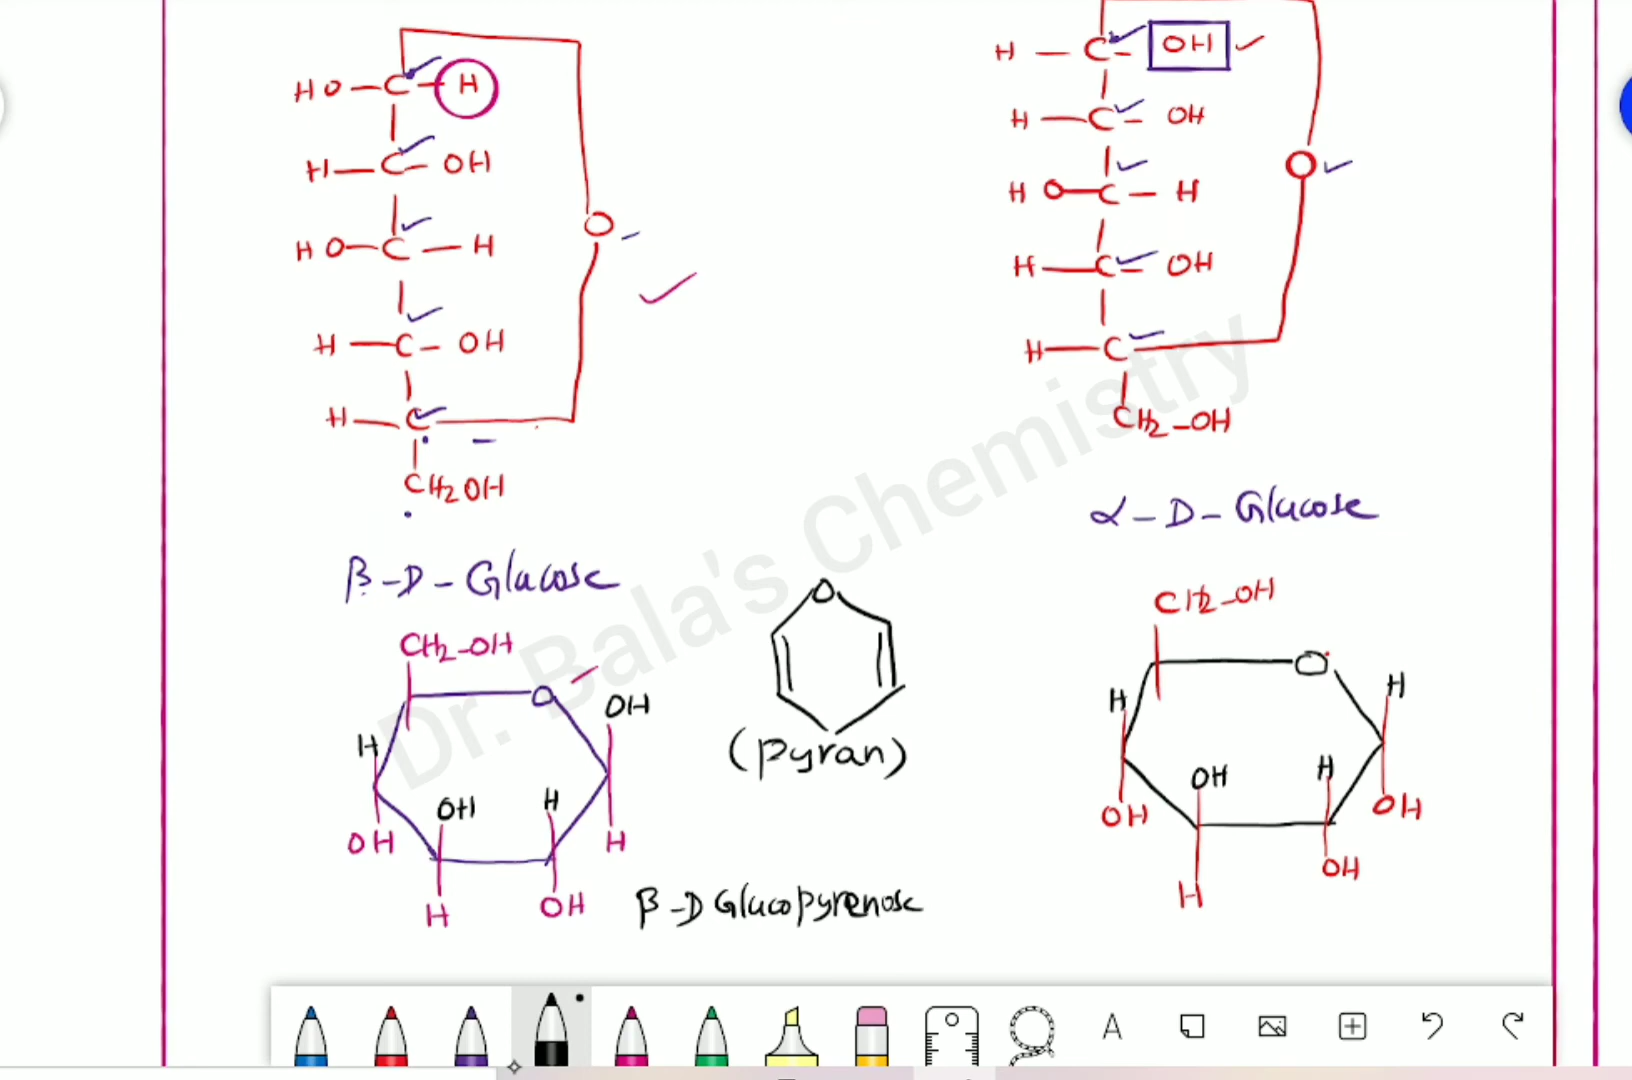 HO-C-H
H-C-OH
HO-C-H
H-C-OH
H-C
CH2OH
O
β-D-Glucose
H-C-OH
H-C-OH
HO-C-H
H-C-OH
H-C
CH2-OH
O
α-D-Glucose
CH2-OH
O
OH
H
OH
H
OH
H
H
OH
O
(Pyran)
CH2-OH
O
H
H
OH
H
OH
OH
H
OH
β-D Glucopyrenose
Dr. Bala's Chemistry
A